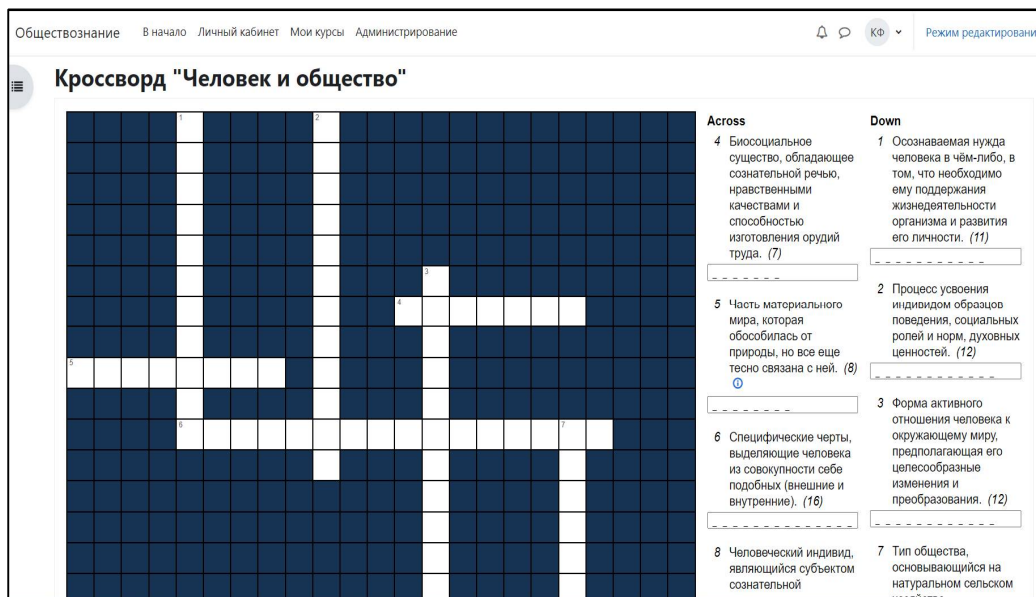 Обществознание В начало Личный кабинет Мои курсы Администрирование КФ Режим редактировани
Кроссворд "Человек и общество"
1 2
3
4
5
6 7
Across
4 Биосоциальное
существо, обладающее
сознательной речью,
нравственными
качествами и
способностью
изготовления орудий
труда. (7)
_ _ _ _ _ _ _
5 Часть материального
мира, которая
обособилась от
природы, но все еще
тесно связана с ней. (8)
_ _ _ _ _ _ _ _
6 Специфические черты,
выделяющие человека
из совокупности себе
подобных (внешние и
внутренние). (16)
_ _ _ _ _ _ _ _ _ _ _ _ _ _
8 Человеческий индивид,
являющийся субъектом
сознательной
Down
1 Осознаваемая нужда
человека в чём-либо, в
том, что необходимо
ему поддержания
жизнедеятельности
организма и развития
его личности. (11)
_ _ _ _ _ _ _ _ _ _ _
2 Процесс усвоения
индивидом образцов
поведения, социальных
ролей и норм, духовных
ценностей. (12)
_ _ _ _ _ _ _ _ _ _ _ _
3 Форма активного
отношения человека к
окружающему миру,
предполагающая его
целесообразные
изменения и
преобразования. (12)
_ _ _ _ _ _ _ _ _ _ _ _
7 Тип общества,
основывающийся на
натуральном сельском